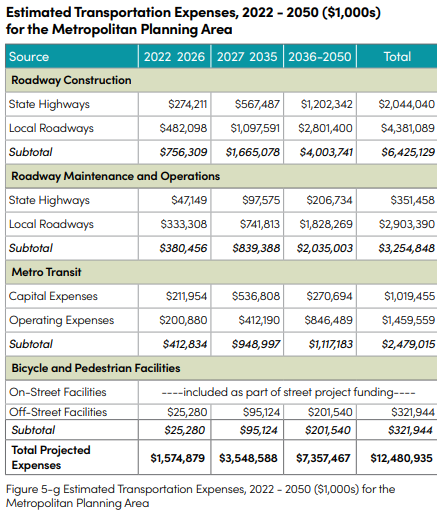 Estimated Transportation Expenses, 2022 - 2050 ($1,000s)
for the Metropolitan Planning Area
Source 2022 2026 2027 2035 2036-2050 Total
Roadway Construction
State Highways $274,211 $567,487 $1,202,342 $2,044,040
Local Roadways $482,098 $1,097,591 $2,801,400 $4,381,089
Subtotal $756,309 $1,665,078 $4,003,741 $6,425,129
Roadway Maintenance and Operations
State Highways $47,149 $97,575 $206,734 $351,458
Local Roadways $333,308 $741,813 $1,828,269 $2,903,390
Subtotal $380,456 $839,388 $2,035,003 $3,254,848
Metro Transit
Capital Expenses $211,954 $536,808 $270,694 $1,019,455
Operating Expenses $200,880 $412,190 $846,489 $1,459,559
Subtotal $412,834 $948,997 $1,117,183 $2,479,015
Bicycle and Pedestrian Facilities
On-Street Facilities ----included as part of street project funding----
Off-Street Facilities $25,280 $95,124 $201,540 $321,944
Subtotal $25,280 $95,124 $201,540 $321,944
Total Projected
Expenses $1,574,879 $3,548,588 $7,357,467 $12,480,935
Figure 5-g Estimated Transportation Expenses, 2022 - 2050 ($1,000s) for the
Metropolitan Planning Area